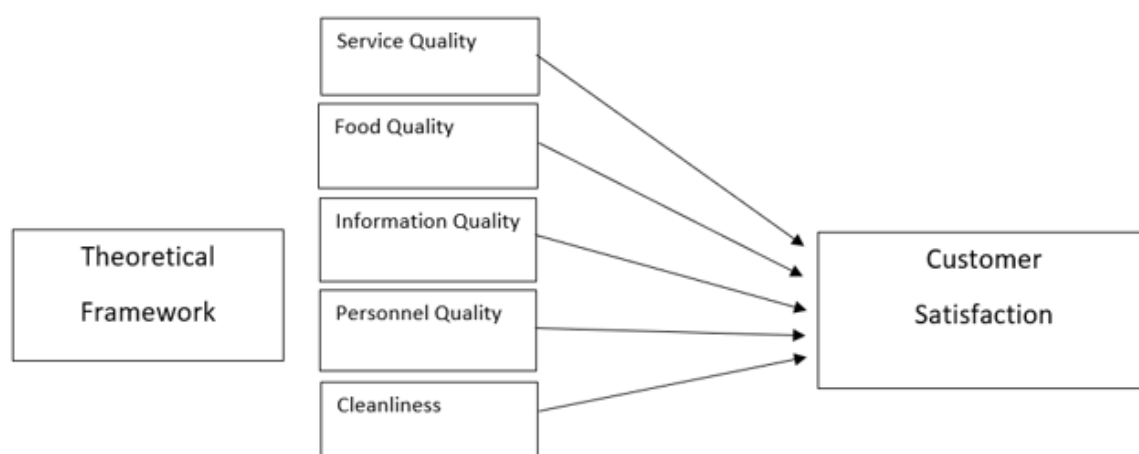 Service Quality
Food Quality
Information Quality
Theoretical
Framework
Personnel Quality
Cleanliness
Customer
Satisfaction